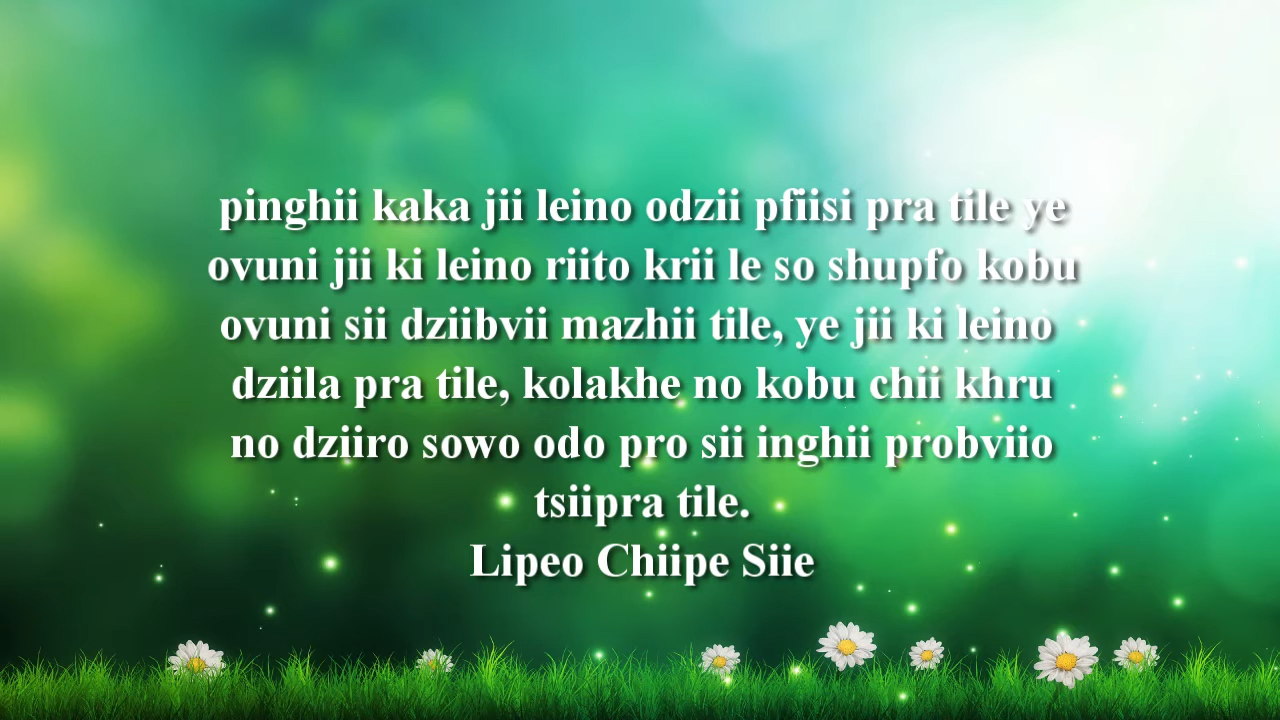 pinghii kaka jii leino odzii pfiisi pra tile ye
ovuni jii ki leino riito krii le so shupfo kobu
ovuni sii dziibvii mazhii tile, ye jii ki leino
dziila pra tile, kolakhe no kobu chii khru
no dziiro sowo odo pro sii inghii probviio
tsiipra tile.
Lipeo Chiipe Siie